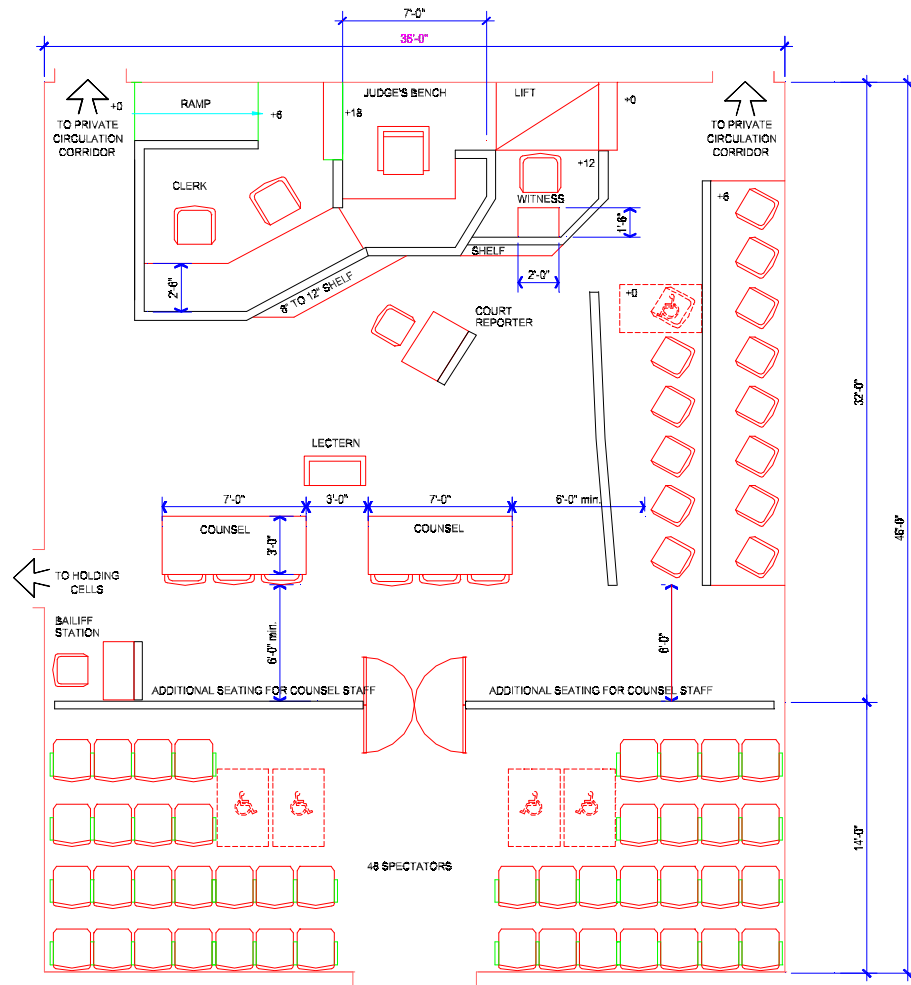 7'-0"
36'-0"
+0
RAMP
+6
+18
JUDGE'S BENCH
LIFT
+0
TO PRIVATE
CIRCULATION
CORRIDOR
TO PRIVATE
CIRCULATION
CORRIDOR
+12
CLERK
WITNESS
+6
1'-6"
SHELF
2'-6"
8" TO 12" SHELF
2'-0"
+0
COURT
REPORTER
32'-0"
LECTERN
7'-0"
3'-0"
7'-0"
6'-0" min.
COUNSEL
COUNSEL
3'-0"
46'-0"
TO HOLDING
CELLS
BAILIFF
STATION
6'-0" min.
6'-0"
ADDITIONAL SEATING FOR COUNSEL STAFF
ADDITIONAL SEATING FOR COUNSEL STAFF
14'-0"
48 SPECTATORS